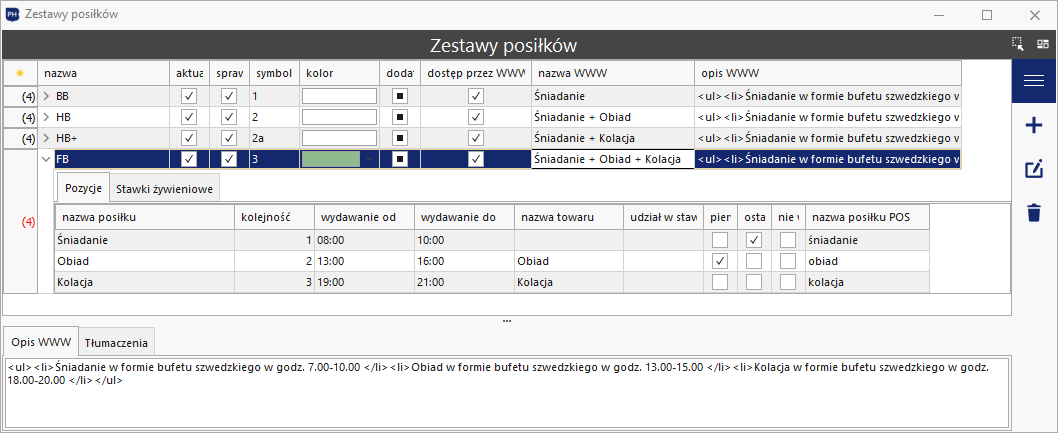 PH Zestawy posiłków
Zestawy posiłków
nazwa aktua sprav symbol kolor dodat dostęp przez WWW nazwa WWW opis WWW
(4) BB 1 Śniadanie <ul><li>Śniadanie w formie bufetu szwedzkiego w
(4) HB 2 Śniadanie + Obiad <ul><li>Śniadanie w formie bufetu szwedzkiego w
(4) HB+ 2a Śniadanie + Kolacja <ul><li>Śniadanie w formie bufetu szwedzkiego w
FB 3 Śniadanie + Obiad + Kolacja <ul><li>Śniadanie w formie bufetu szwedzkiego w
(4)
Pozycje Stawki żywieniowe
nazwa posiłku kolejność wydawanie od wydawanie do nazwa towaru udział w staw pier osta nie w nazwa posiłku POS
Śniadanie 1 08:00 10:00 śniadanie
Obiad 2 13:00 16:00 Obiad obiad
Kolacja 3 19:00 21:00 Kolacja kolacja
Opis WWW Tłumaczenia
<ul><li>Śniadanie w formie bufetu szwedzkiego w godz. 7.00-10.00 </li><li>Obiad w formie bufetu szwedzkiego w godz. 13.00-15.00 </li><li>Kolacja w formie bufetu szwedzkiego w godz.
18.00-20.00 </li></ul>